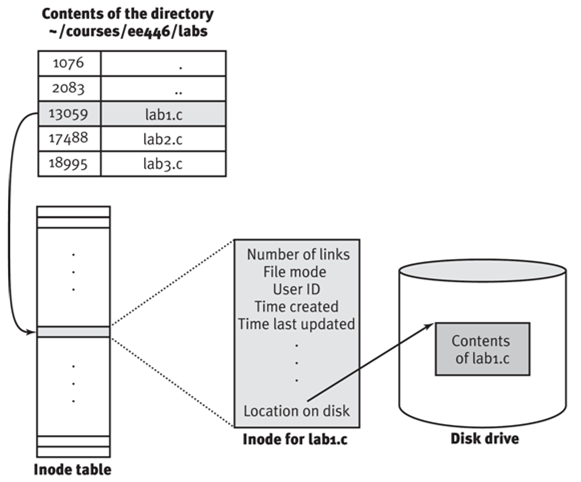 Contents of the directory
~/courses/ee446/labs
1076 .
2083 ..
13059 lab1.c
17488 lab2.c
18995 lab3.c
Number of links
File mode
User ID
Time created
Time last updated
.
.
.
Location on disk
Contents
of lab1.c
Inode table
Inode for lab1.c
Disk drive